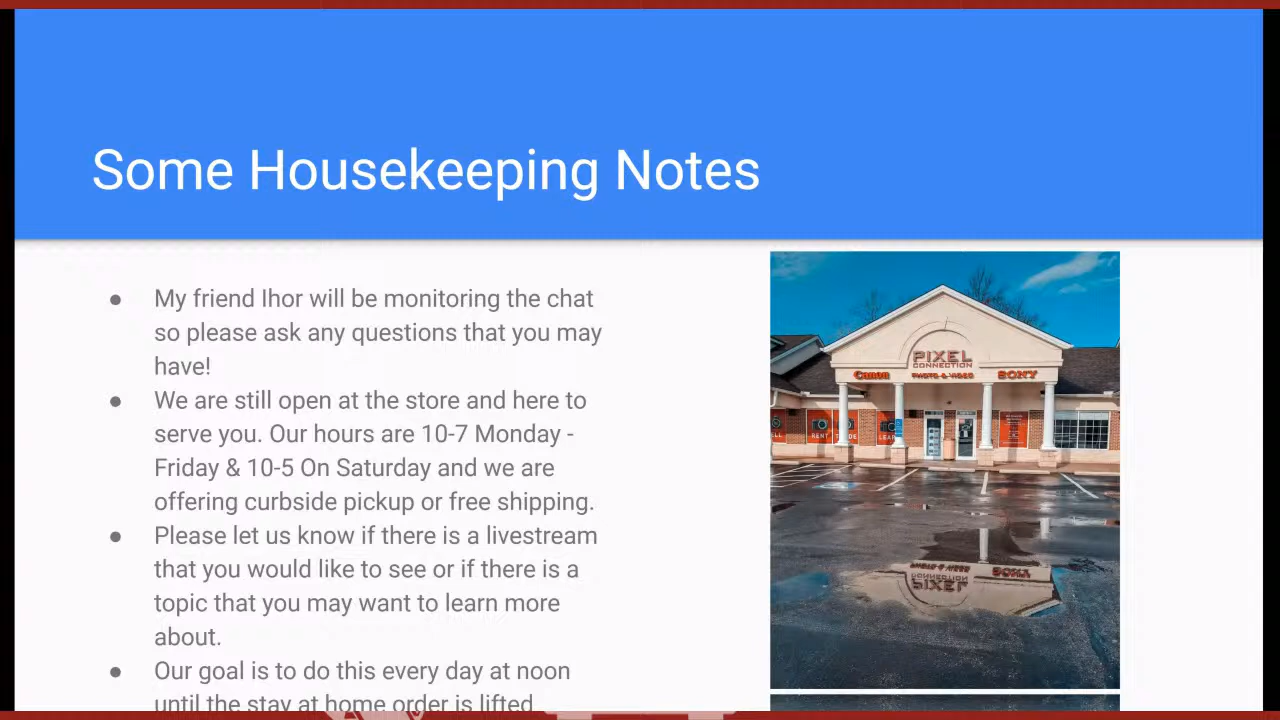 Some Housekeeping Notes
● My friend Ihor will be monitoring the chat
so please ask any questions that you may
have!
● We are still open at the store and here to
serve you. Our hours are 10-7 Monday -
Friday & 10-5 On Saturday and we are
offering curbside pickup or free shipping.
● Please let us know if there is a livestream
that you would like to see or if there is a
topic that you may want to learn more
about.
● Our goal is to do this every day at noon
until the stay at home order is lifted
PIXEL
CONNECTION
Canon PHOTO & VIDEO SONY
RENT